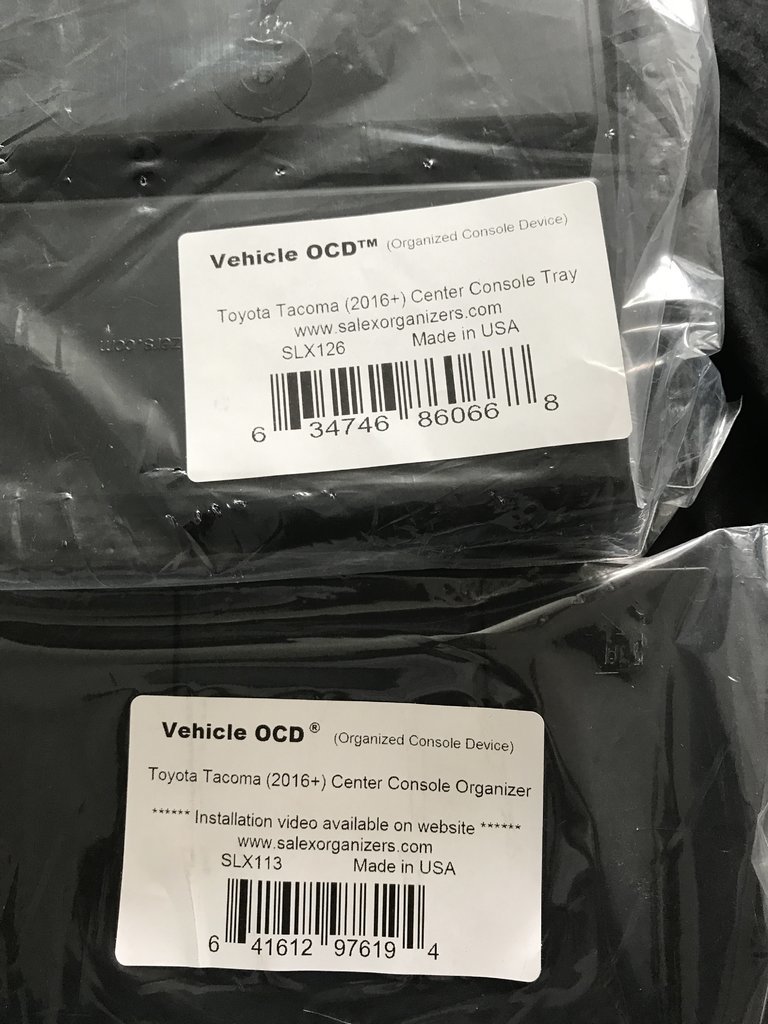 Vehicle OCD™ (Organized Console Device)
Toyota Tacoma (2016+) Center Console Tray
www.salexorganizers.com
SLX126 Made in USA
6 34746 86066 8
Vehicle OCD® (Organized Console Device)
Toyota Tacoma (2016+) Center Console Organizer
****** Installation video available on website ******
www.salexorganizers.com
SLX113 Made in USA
6 41612 97619 4